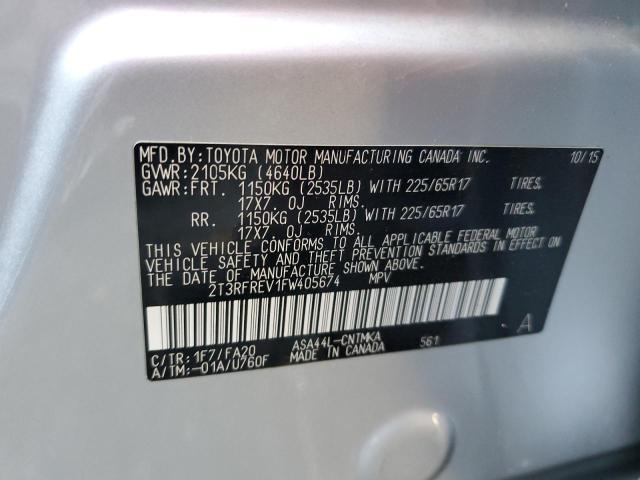 MFD.BY: TOYOTA MOTOR MANUFACTURING CANADA INC. 10/15
GVWR: 2105KG (4640LB)
GAWR: FRT. 1150KG (2535LB) WITH 225/65R17 TIRES,
17X7. OJ RIMS.
RR. 1150KG (2535LB) WITH 225/65R17 TIRES,
17X7. OJ RIMS.
THIS VEHICLE CONFORMS TO ALL APPLICABLE FEDERAL MOTOR
VEHICLE SAFETY AND THEFT PREVENTION STANDARDS IN EFFECT ON
THE DATE OF MANUFACTURE SHOWN ABOVE.
2T3RFREV1FW405674 MPV
C/TR: 1F7/FA20 ASA44L-CNTMKA 561 A
A/TM: -01A/U760F MADE IN CANADA